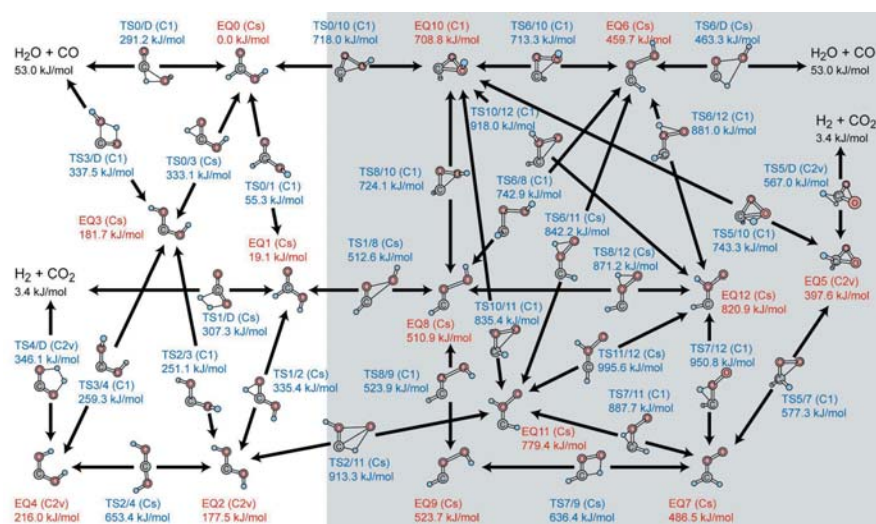 TS0/D (C1)
291.2 kJ/mol
EQ0 (Cs)
0.0 kJ/mol
TS0/10 (C1)
718.0 kJ/mol
EQ10 (C1)
708.8 kJ/mol
TS6/10 (C1)
713.3 kJ/mol
EQ6 (Cs)
459.7 kJ/mol
TS6/D (Cs)
463.3 kJ/mol
H₂O + CO
53.0 kJ/mol
H₂O + CO
53.0 kJ/mol
TS3/D (C1)
337.5 kJ/mol
TS0/3 (Cs)
333.1 kJ/mol
TS0/1 (C1)
55.3 kJ/mol
TS10/12 (C1)
918.0 kJ/mol
TS6/12 (C1)
881.0 kJ/mol
H₂ + CO₂
3.4 kJ/mol
TS8/10 (C1)
724.1 kJ/mol
TS6/8 (C1)
742.9 kJ/mol
TS5/D (C2v)
567.0 kJ/mol
EQ3 (Cs)
181.7 kJ/mol
EQ1 (Cs)
19.1 kJ/mol
TS6/11 (Cs)
842.2 kJ/mol
TS5/10 (C1)
743.3 kJ/mol
H₂ + CO₂
3.4 kJ/mol
TS1/8 (Cs)
512.6 kJ/mol
TS8/12 (Cs)
871.2 kJ/mol
EQ5 (C2v)
397.6 kJ/mol
TS1/D (Cs)
307.3 kJ/mol
EQ8 (Cs)
510.9 kJ/mol
TS10/11 (C1)
835.4 kJ/mol
EQ12 (Cs)
820.9 kJ/mol
TS4/D (C2v)
346.1 kJ/mol
TS3/4 (Cs)
259.3 kJ/mol
TS2/3 (C1)
251.1 kJ/mol
TS1/2 (Cs)
335.4 kJ/mol
TS8/9 (C1)
523.9 kJ/mol
TS11/12 (Cs)
995.6 kJ/mol
TS7/12 (C1)
950.8 kJ/mol
TS7/11 (C1)
887.7 kJ/mol
TS5/7 (C1)
577.3 kJ/mol
EQ11 (Cs)
779.4 kJ/mol
EQ4 (C2v)
216.0 kJ/mol
TS2/4 (Cs)
653.4 kJ/mol
EQ2 (C2v)
177.5 kJ/mol
TS2/11 (Cs)
913.3 kJ/mol
EQ9 (Cs)
523.7 kJ/mol
TS7/9 (Cs)
636.4 kJ/mol
EQ7 (Cs)
486.5 kJ/mol